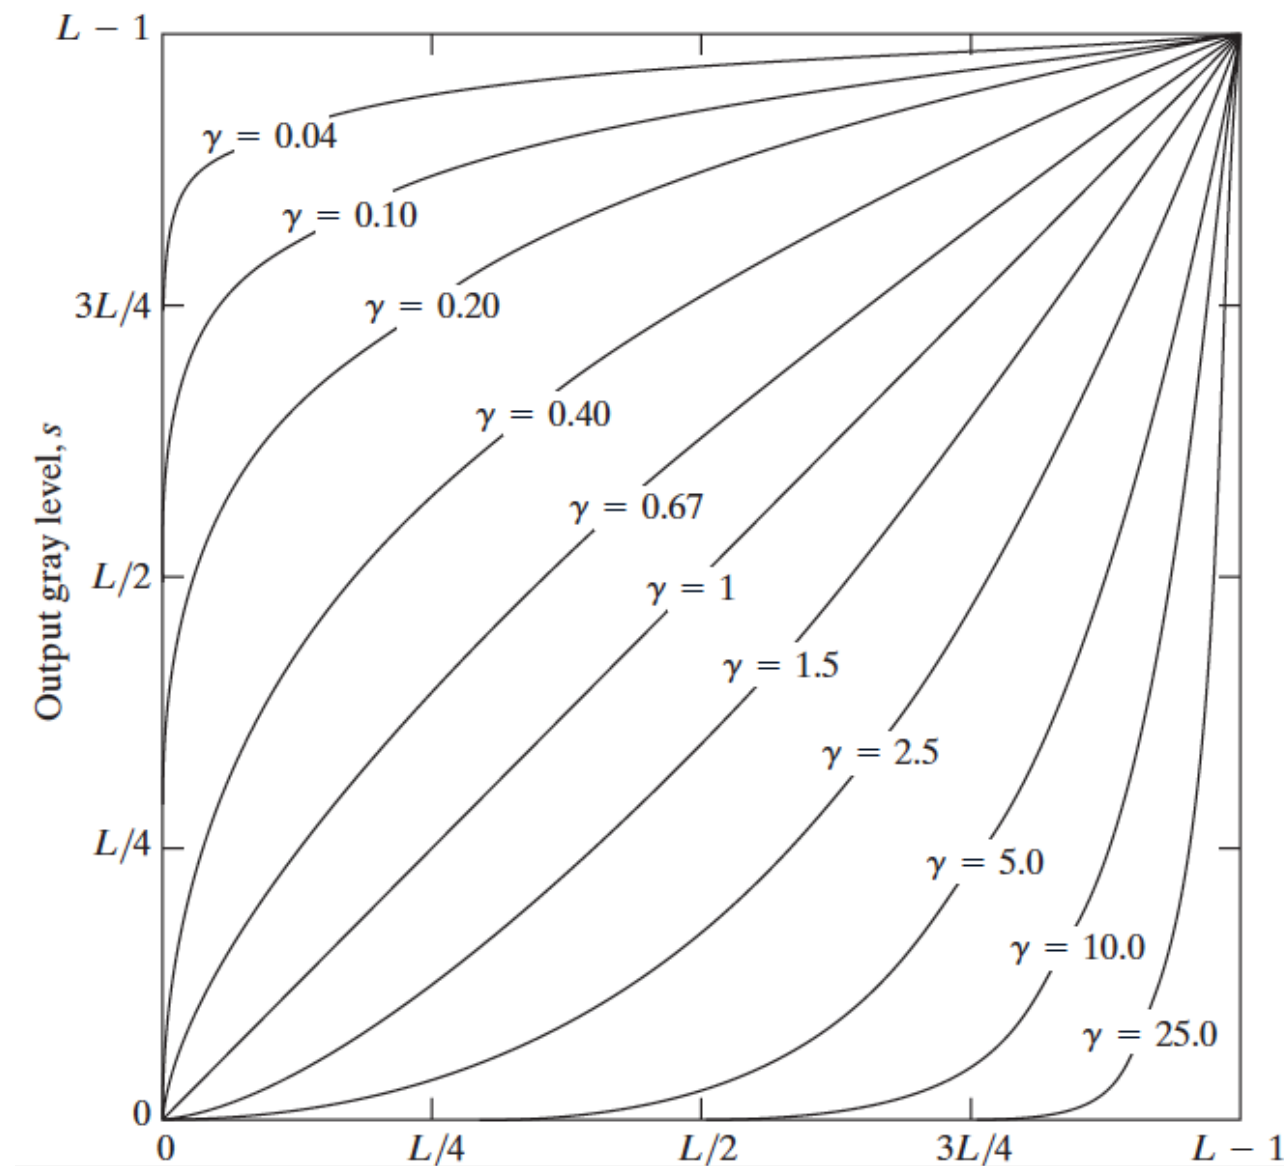 L − 1
γ = 0.04
γ = 0.10
3L/4
γ = 0.20
γ = 0.40
γ = 0.67
Output gray level, s
L/2
γ = 1
γ = 1.5
γ = 2.5
L/4
γ = 5.0
γ = 10.0
γ = 25.0
0
0 L/4 L/2 3L/4 L − 1